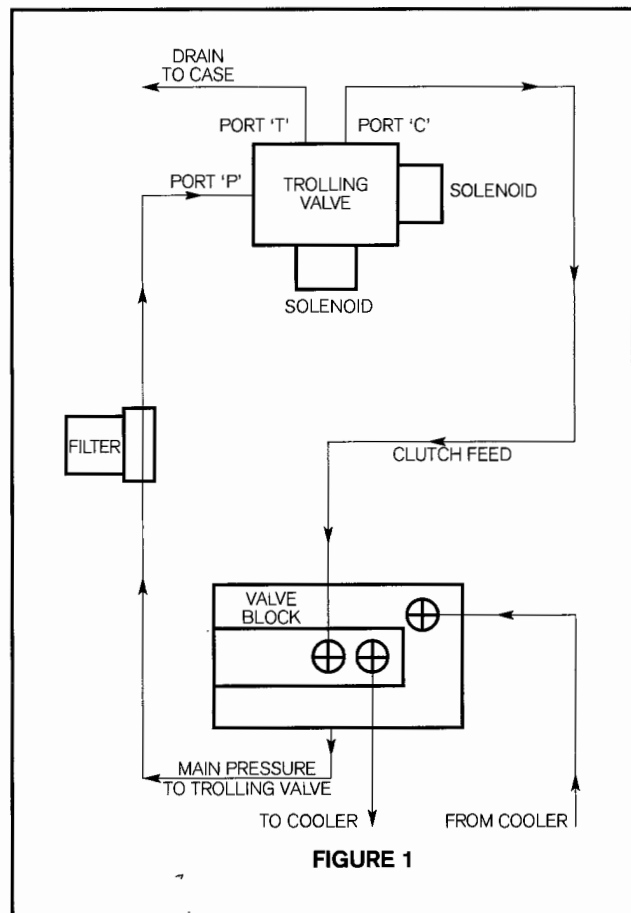 DRAIN
TO CASE
PORT 'T'
PORT 'C'
PORT 'P'
TROLLING
VALVE
SOLENOID
SOLENOID
FILTER
CLUTCH FEED
VALVE
BLOCK
MAIN PRESSURE
TO TROLLING VALVE
TO COOLER
FROM COOLER
FIGURE 1